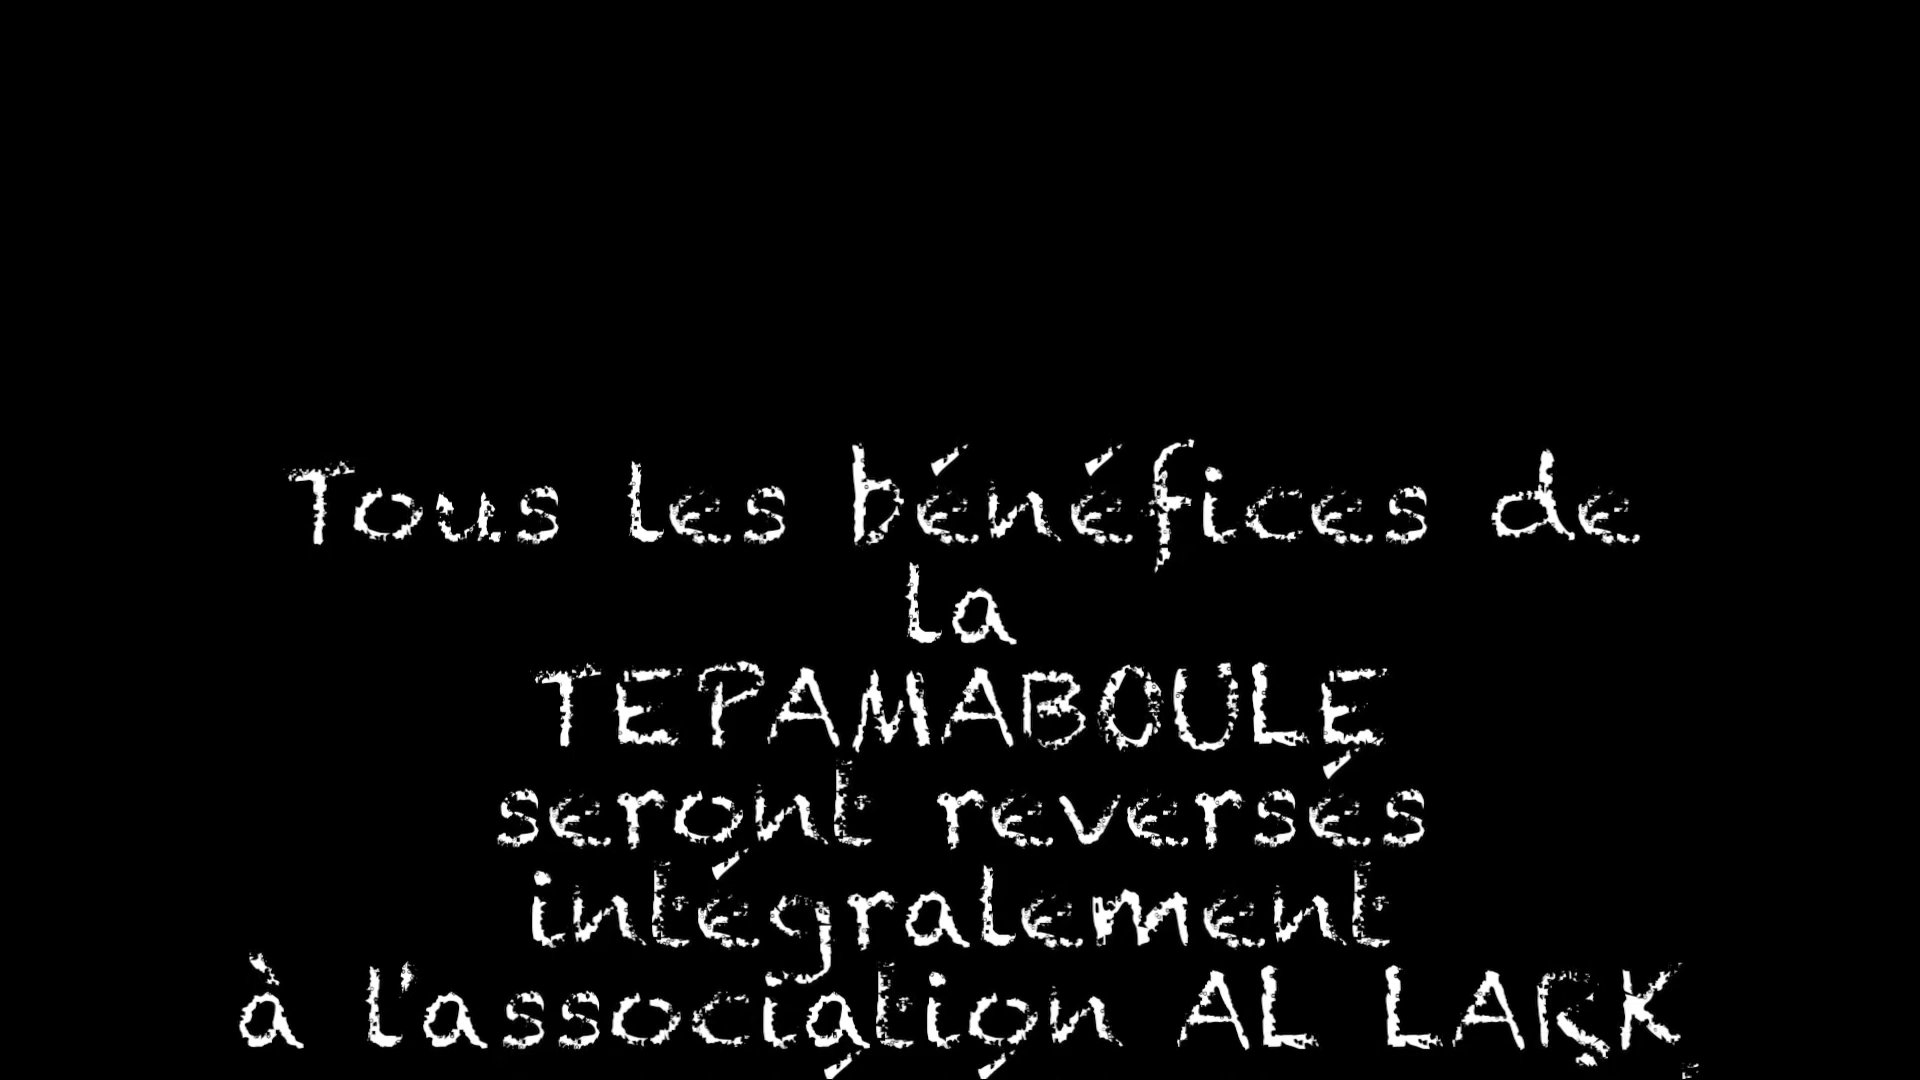 Tous les bénéfices de
la
TEPAMABOULE
seront reversés
intégralement
à l'association AL LARK